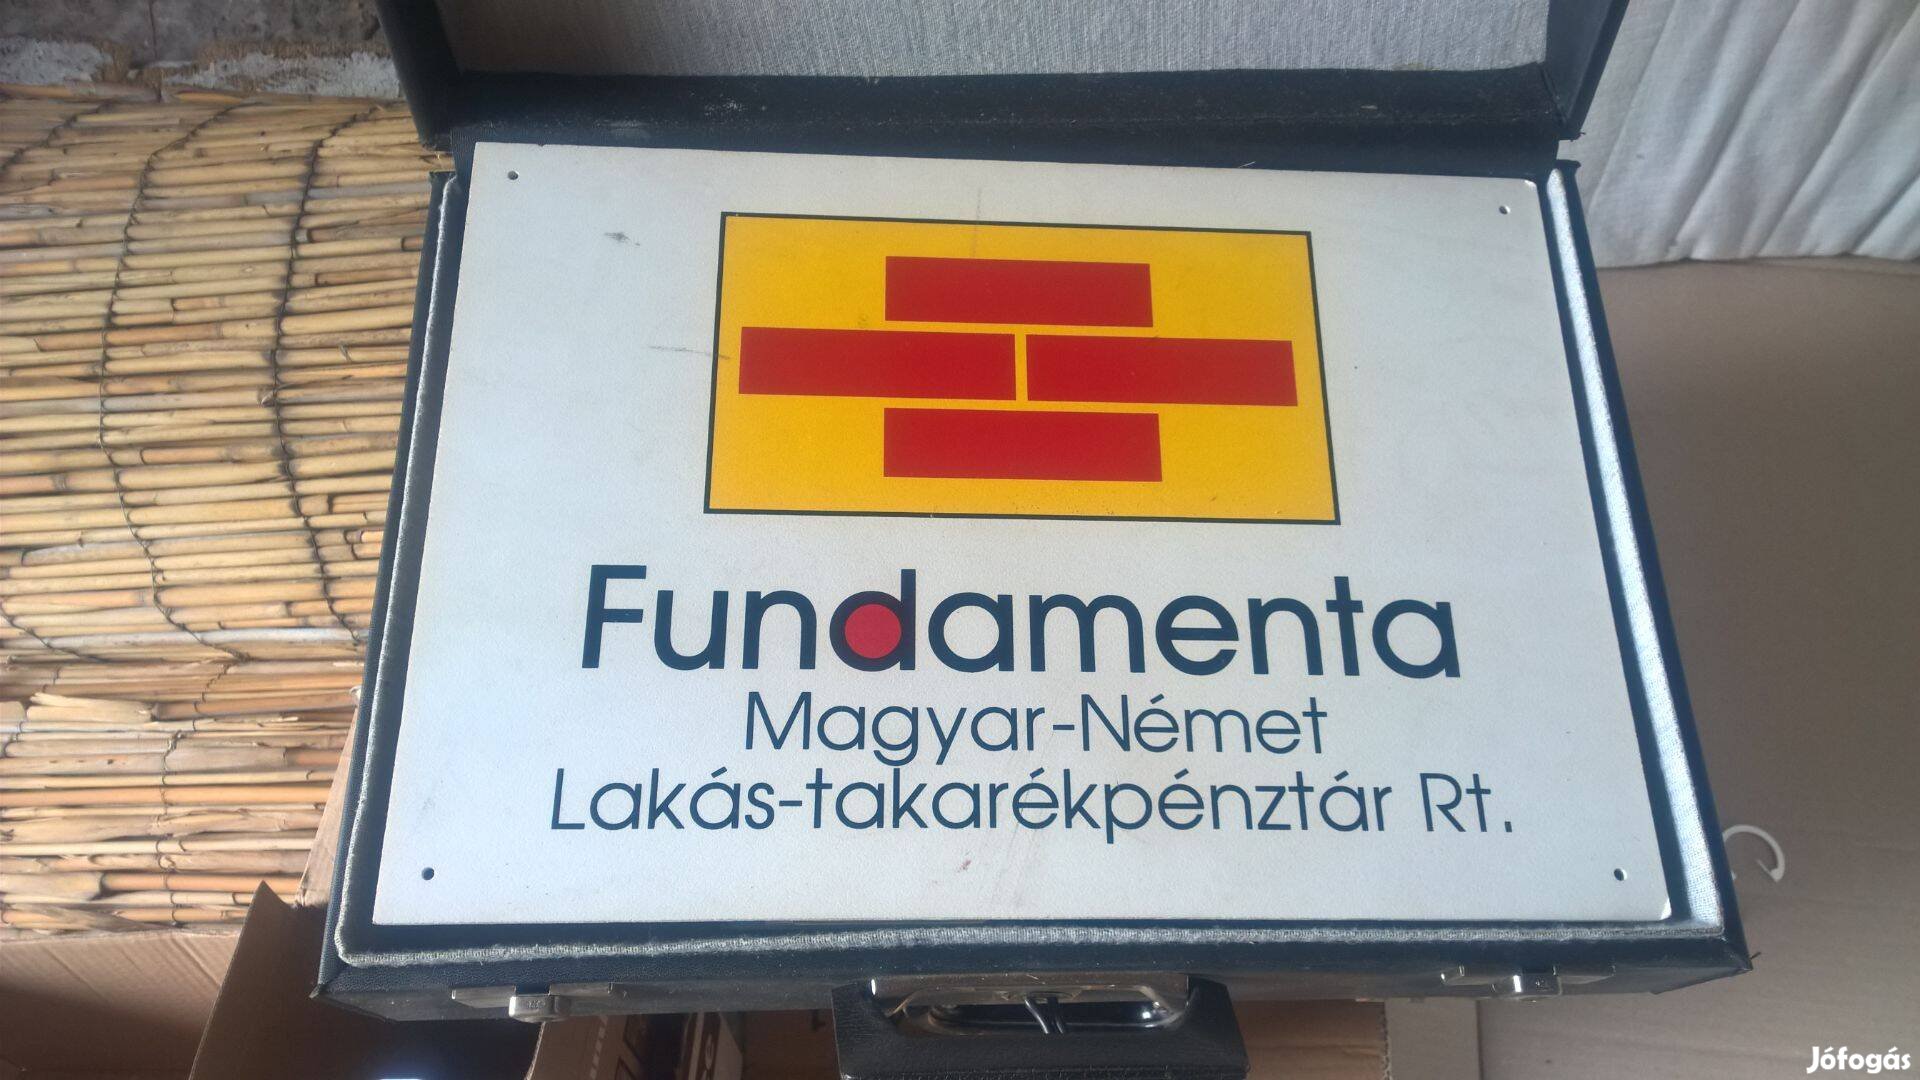 Fundamenta
Magyar-Német
Lakás-takarékpénztár Rt.
Jófogás